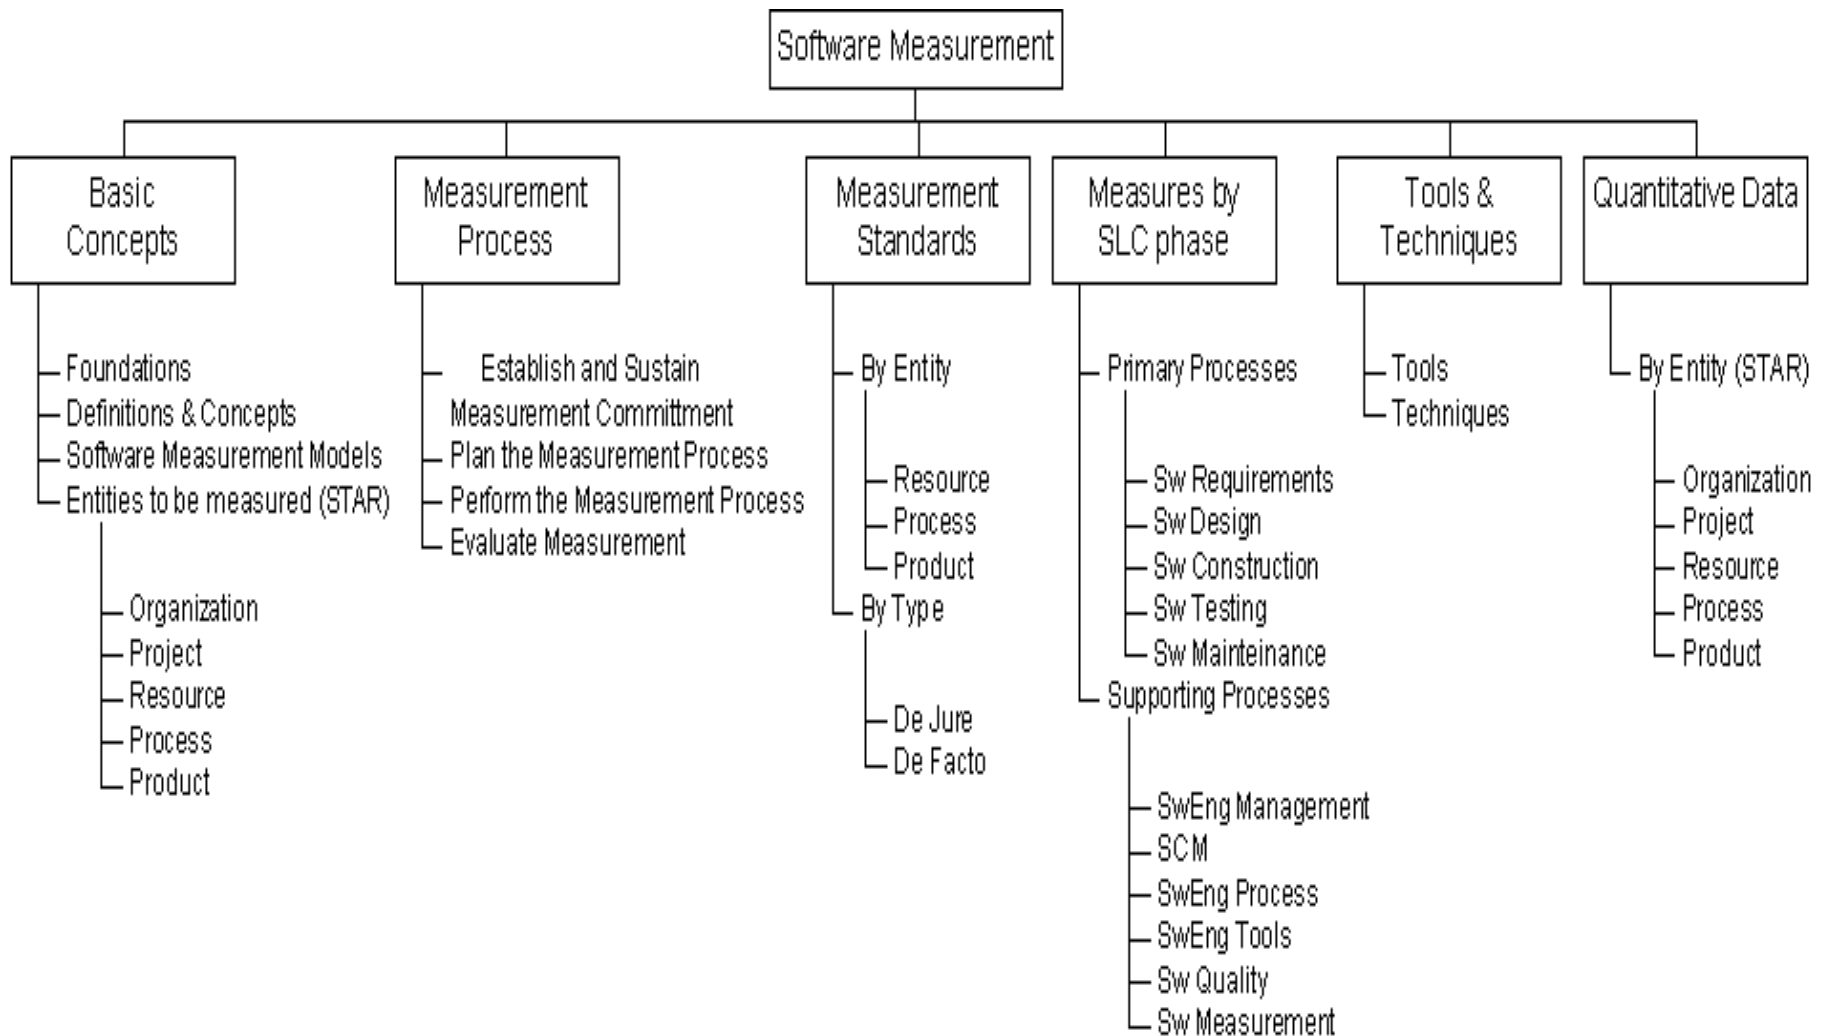 Software Measurement
Basic
Concepts
Foundations
Definitions & Concepts
Software Measurement Models
Entities to be measured (STAR)
Organization
Project
Resource
Process
Product
Measurement
Process
Establish and Sustain
Measurement Committment
Plan the Measurement Process
Perform the Measurement Process
Evaluate Measurement
Measurement
Standards
By Entity
Resource
Process
Product
By Type
De Jure
De Facto
Measures by
SLC phase
Primary Processes
Sw Requirements
Sw Design
Sw Construction
Sw Testing
Sw Mainteinance
Supporting Processes
SwEng Management
SCM
SwEng Process
SwEng Tools
Sw Quality
Sw Measurement
Tools &
Techniques
Tools
Techniques
Quantitative Data
By Entity (STAR)
Organization
Project
Resource
Process
Product